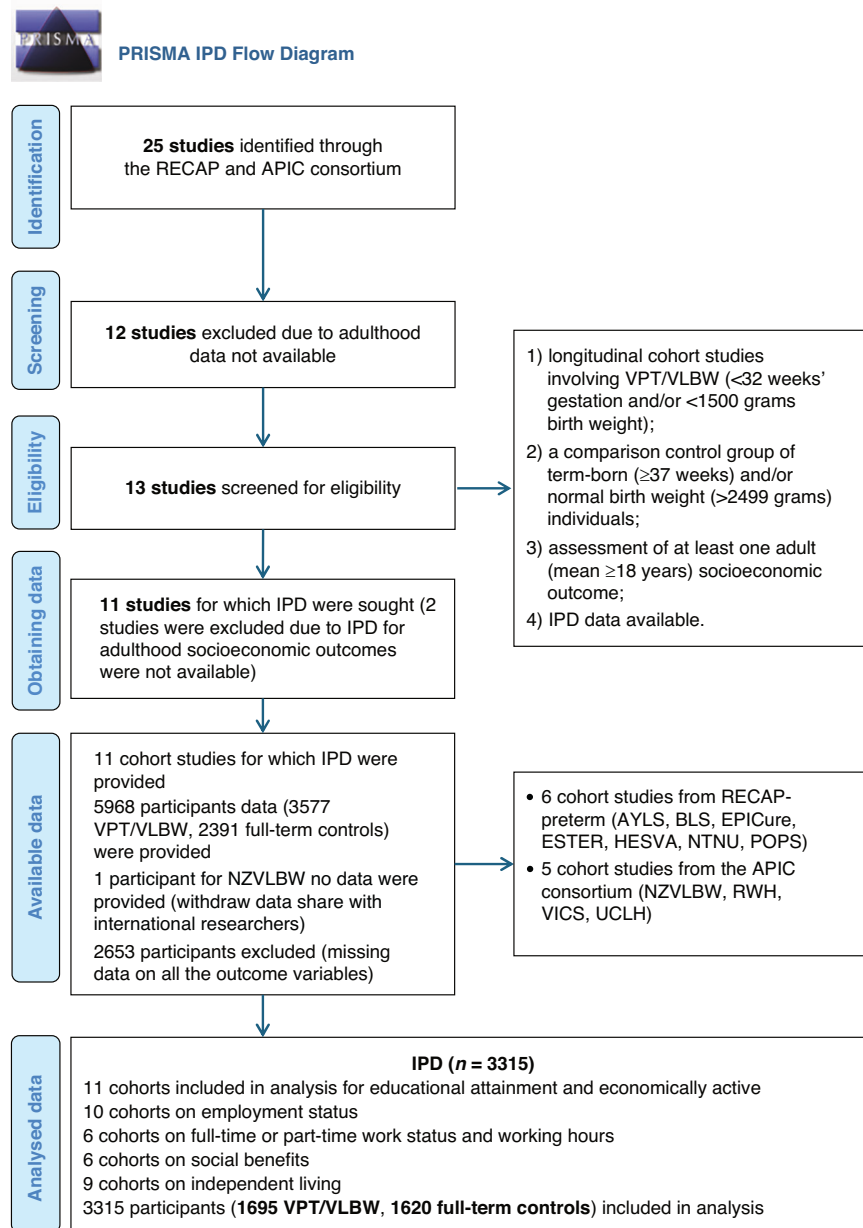 PRISMA
PRISMA IPD Flow Diagram
Identification
25 studies identified through
the RECAP and APIC consortium
Screening
12 studies excluded due to adulthood
data not available
Eligibility
13 studies screened for eligibility
1) longitudinal cohort studies
involving VPT/VLBW (<32 weeks'
gestation and/or <1500 grams
birth weight);
2) a comparison control group of
term-born (≥37 weeks) and/or
normal birth weight (>2499 grams)
individuals;
3) assessment of at least one adult
(mean ≥18 years) socioeconomic
outcome;
4) IPD data available.
Obtaining data
11 studies for which IPD were sought (2
studies were excluded due to IPD for
adulthood socioeconomic outcomes
were not available)
Available data
11 cohort studies for which IPD were
provided
5968 participants data (3577
VPT/VLBW, 2391 full-term controls)
were provided
1 participant for NZVLBW no data were
provided (withdraw data share with
international researchers)
2653 participants excluded (missing
data on all the outcome variables)
• 6 cohort studies from RECAP-
preterm (AYLS, BLS, EPICure,
ESTER, HESVA, NTNU, POPS)
• 5 cohort studies from the APIC
consortium (NZVLBW, RWH,
VICS, UCLH)
Analysed data
IPD (n = 3315)
11 cohorts included in analysis for educational attainment and economically active
10 cohorts on employment status
6 cohorts on full-time or part-time work status and working hours
6 cohorts on social benefits
9 cohorts on independent living
3315 participants (1695 VPT/VLBW, 1620 full-term controls) included in analysis